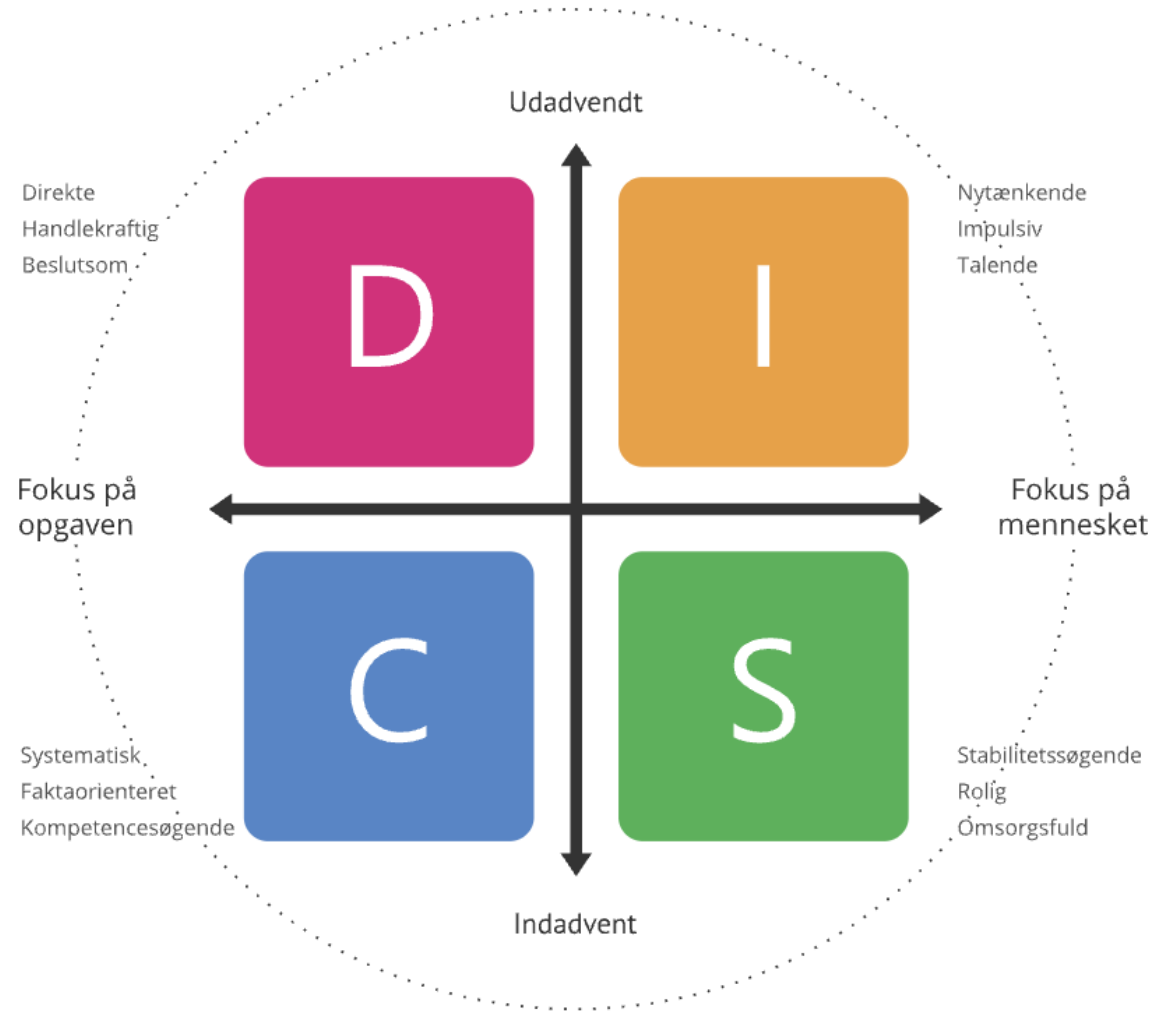 Udadvendt
Direkte
Handlekraftig
Beslutsom
D
I
Nytænkende
Impulsiv
Talende
Fokus på
opgaven
Fokus på
mennesket
C
S
Systematisk
Faktaorienteret
Kompetencesøgende
Stabilitetssøgende
Rolig
Omsorgsfuld
Indadvent